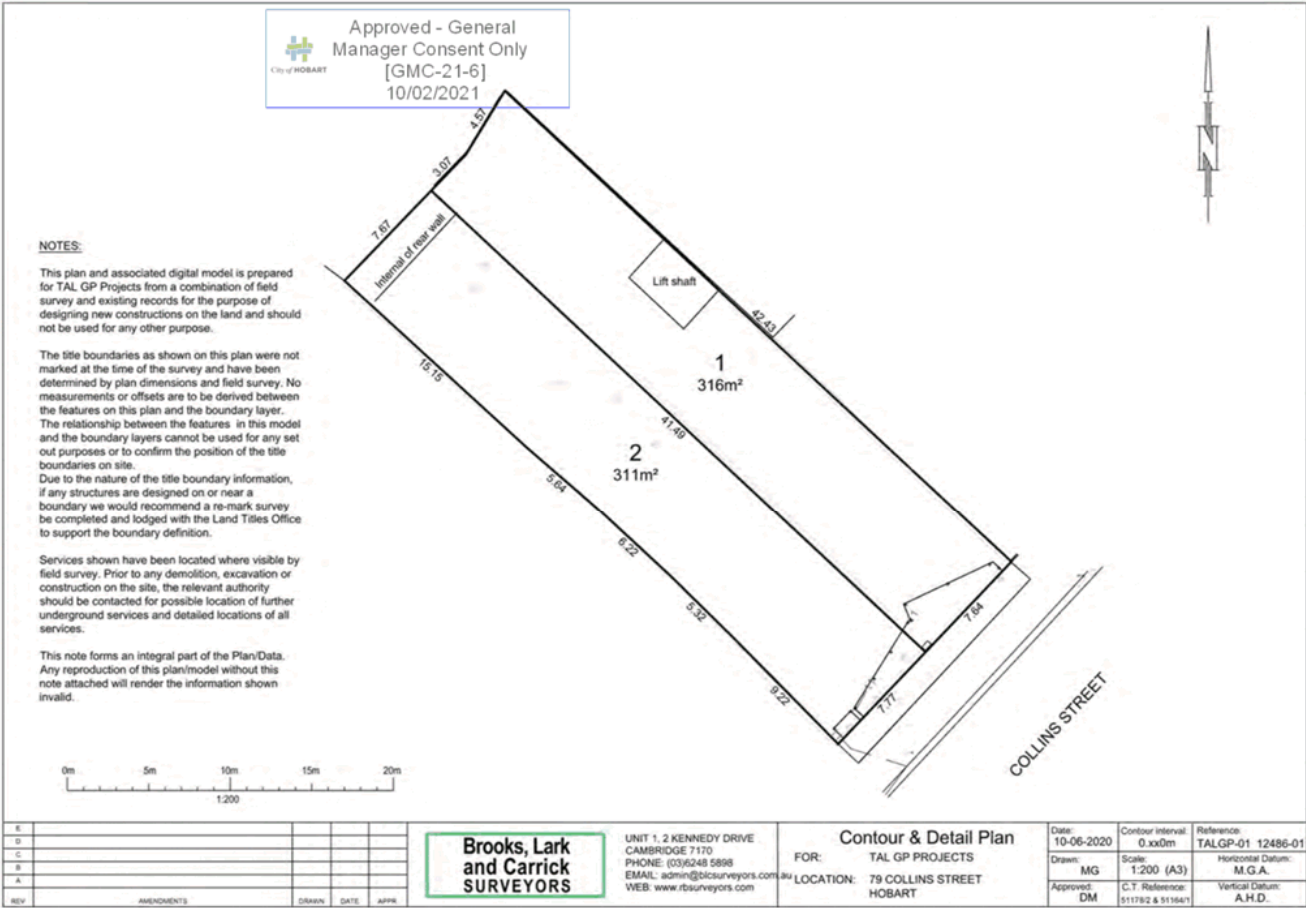 City of HOBART
Approved - General
Manager Consent Only
[GMC-21-6]
10/02/2021
N
4.57
3.07
7.67
Internal of rear wall
Lift shaft
42.43
1
316m²
15.15
41.49
2
311m²
5.64
6.22
5.32
9.22
7.64
7.77
COLLINS STREET
NOTES:
This plan and associated digital model is prepared
for TAL GP Projects from a combination of field
survey and existing records for the purpose of
designing new constructions on the land and should
not be used for any other purpose.
The title boundaries as shown on this plan were not
marked at the time of the survey and have been
determined by plan dimensions and field survey. No
measurements or offsets are to be derived between
the features on this plan and the boundary layer.
The relationship between the features in this model
and the boundary layers cannot be used for any set
out purposes or to confirm the position of the title
boundaries on site.
Due to the nature of the title boundary information,
if any structures are designed on or near a
boundary we would recommend a re-mark survey
be completed and lodged with the Land Titles Office
to support the boundary definition.
Services shown have been located where visible by
field survey. Prior to any demolition, excavation or
construction on the site, the relevant authority
should be contacted for possible location of further
underground services and detailed locations of all
services.
This note forms an integral part of the Plan/Data.
Any reproduction of this plan/model without this
note attached will render the information shown
invalid.
0m 5m 10m 15m 20m
1:200
E
D
C
B
A
REV AMENDMENTS DRAWN DATE APPR
Brooks, Lark
and Carrick
SURVEYORS
UNIT 1, 2 KENNEDY DRIVE
CAMBRIDGE 7170
PHONE: (03)6248 5898
EMAIL: admin@blcsurveyors.com.au
WEB: www.rbsurveyors.com
Contour & Detail Plan
FOR: TAL GP PROJECTS
LOCATION: 79 COLLINS STREET
HOBART
Date:
10-06-2020
Contour interval:
0.xx0m
Reference:
TALGP-01 12486-01
Drawn:
MG
Scale:
1:200 (A3)
Horizontal Datum:
M.G.A.
Approved:
DM
C.T. Reference:
51178/2 & 51164/1
Vertical Datum:
A.H.D.